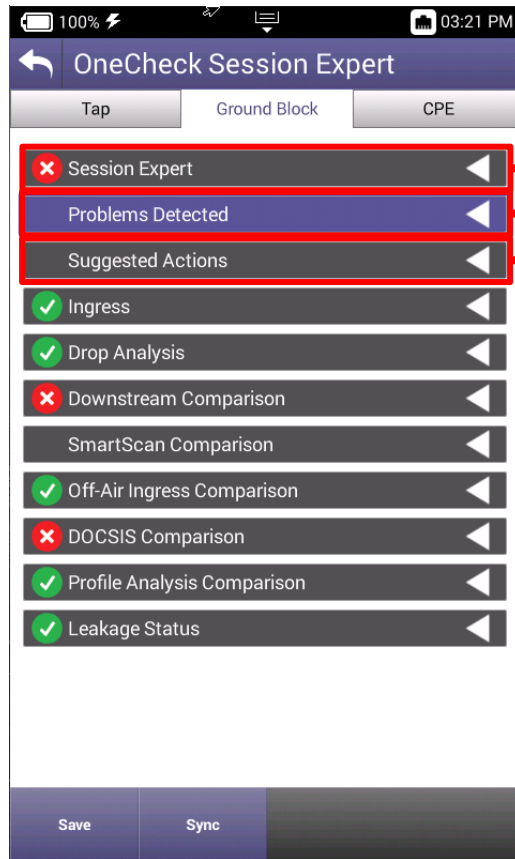 100% 03:21 PM
OneCheck Session Expert
Tap Ground Block CPE
Session Expert
Problems Detected
Suggested Actions
Ingress
Drop Analysis
Downstream Comparison
SmartScan Comparison
Off-Air Ingress Comparison
DOCSIS Comparison
Profile Analysis Comparison
Leakage Status
Save Sync